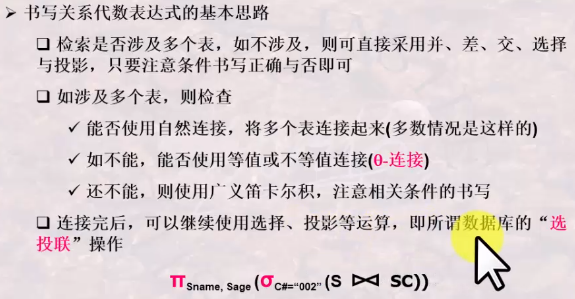 ➢ 书写关系代数表达式的基本思路
❑ 检索是否涉及多个表，如不涉及，则可直接采用并、差、交、选择
与投影，只要注意条件书写正确与否即可
❑ 如涉及多个表，则检查
✓ 能否使用自然连接，将多个表连接起来(多数情况是这样的)
✓ 如不能，能否使用等值或不等值连接(θ-连接)
✓ 还不能，则使用广义笛卡尔积，注意相关条件的书写
❑ 连接完后，可以继续使用选择、投影等运算，即所谓数据库的“选
投联”操作
π Sname, Sage (σ C#=“002” (S ⋈ SC))